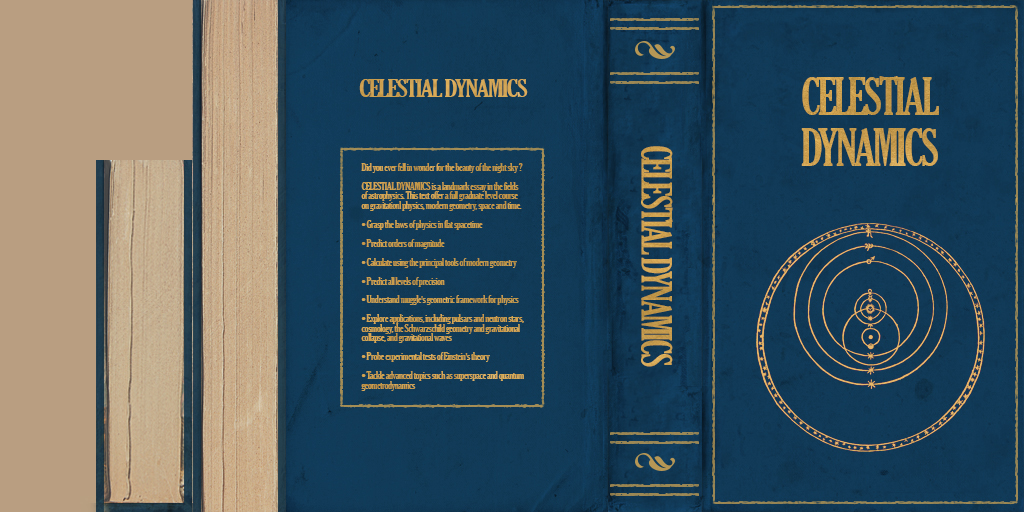 CELESTIAL DYNAMICS
Did you ever fell in wonder for the beauty of the night sky ?
CELESTIAL DYNAMICS is a landmark essay in the fields
of astrophysics. This text offer a full graduate level course
on gravitationl physics, modern geometry, space and time.
• Grasp the laws of physics in flat spacetime
• Predict orders of magnitude
• Calculate using the principal tools of modern geometry
• Predict all levels of precision
• Understand muggle's geometric framework for physics
• Explore applications, including pulsars and neutron stars,
cosmology, the Schwarzschild geometry and gravitational
collapse, and gravitational waves
• Probe experimental tests of Einstein's theory
• Tackle advanced topics such as superspace and quantum
geometrodynamics
CELESTIAL DYNAMICS
CELESTIAL
DYNAMICS